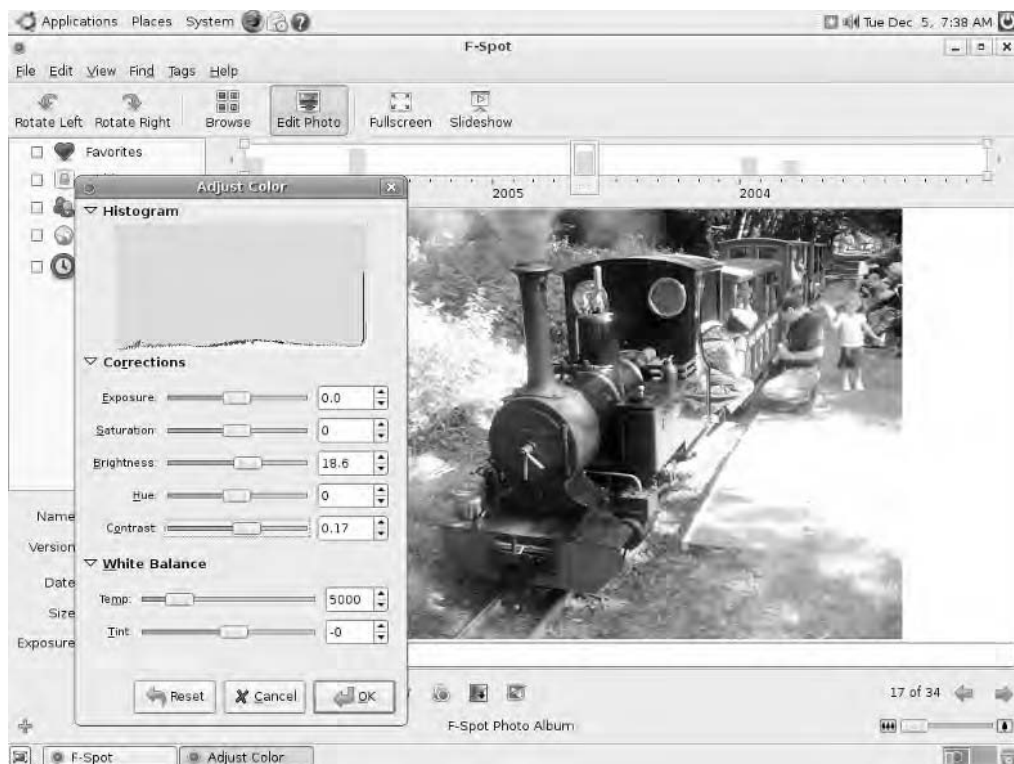 Applications Places System
Tue Dec 5, 7:38 AM
F-Spot
File Edit View Find Tags Help
Rotate Left Rotate Right Browse Edit Photo Fullscreen Slideshow
Favorites
2005 2004
Adjust Color
Histogram
Corrections
Exposure: 0.0
Saturation: 0
Brightness: 18.6
Hue: 0
Contrast: 0.17
White Balance
Temp: 5000
Tint: -0
Reset Cancel OK
Name
Version
Date
Size
Exposure
17 of 34
F-Spot Photo Album
F-Spot Adjust Color